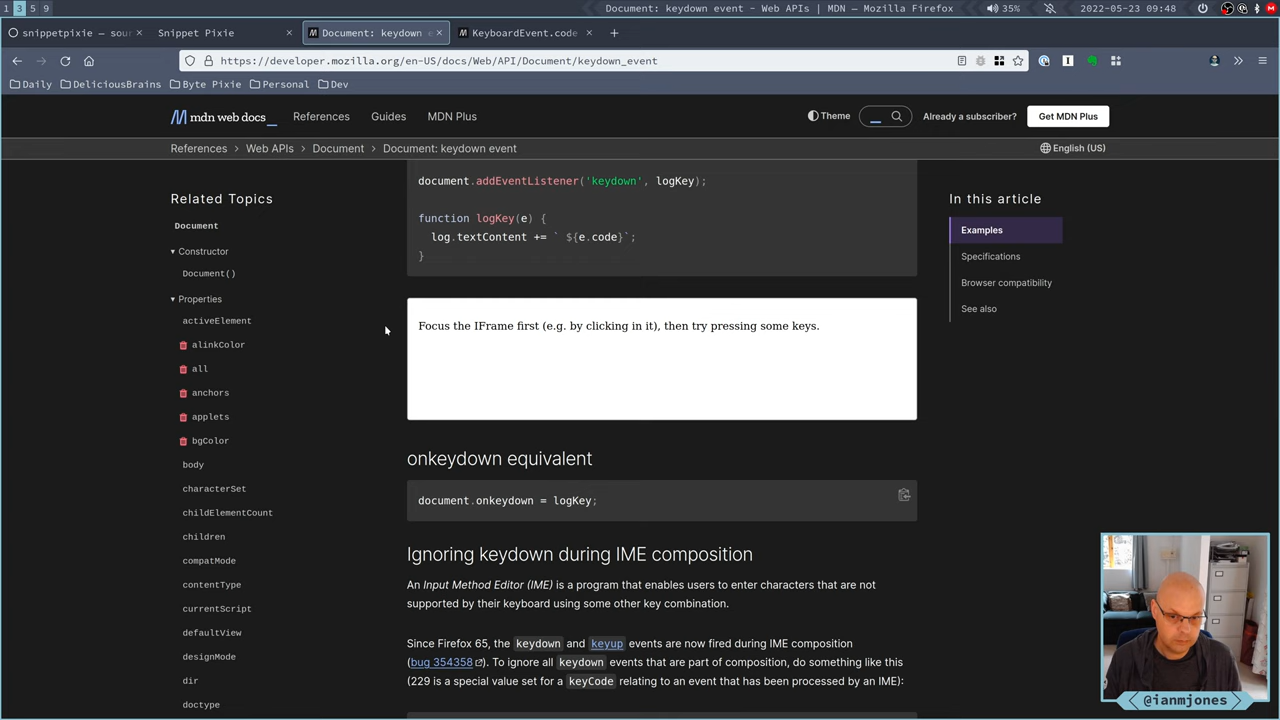 1 3 5 9
Document: keydown event - Web APIs | MDN — Mozilla Firefox
35%
2022-05-23 09:48
snippetpixie — sour
Snippet Pixie
Document: keydown e
KeyboardEvent.code
https://developer.mozilla.org/en-US/docs/Web/API/Document/keydown_event
Daily
DeliciousBrains
Byte Pixie
Personal
Dev
mdn web docs_
References
Guides
MDN Plus
Theme
Already a subscriber?
Get MDN Plus
References > Web APIs > Document > Document: keydown event
English (US)
Related Topics
Document
Constructor
Document()
Properties
activeElement
alinkColor
all
anchors
applets
bgColor
body
characterSet
childElementCount
children
compatMode
contentType
currentScript
defaultView
designMode
dir
doctype
document.addEventListener('keydown', logKey);
function logKey(e) {
log.textContent += ` ${e.code}`;
}
Focus the IFrame first (e.g. by clicking in it), then try pressing some keys.
onkeydown equivalent
document.onkeydown = logKey;
Ignoring keydown during IME composition
An Input Method Editor (IME) is a program that enables users to enter characters that are not
supported by their keyboard using some other key combination.
Since Firefox 65, the keydown and keyup events are now fired during IME composition
(bug 354358). To ignore all keydown events that are part of composition, do something like this
(229 is a special value set for a keyCode relating to an event that has been processed by an IME):
In this article
Examples
Specifications
Browser compatibility
See also
@ianmjones